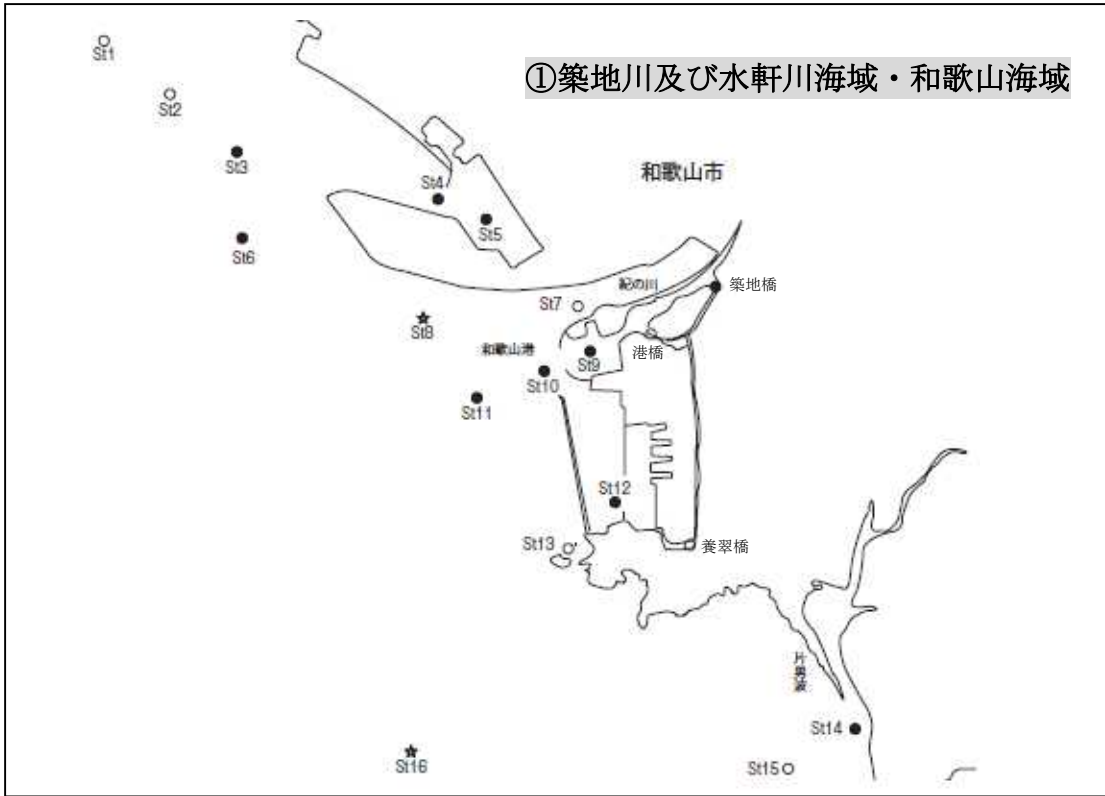 ①築地川及び水軒川海域・和歌山海域
St1
St2
St3
和歌山市
St4
St5
St6
紀の川
築地橋
St7
St8
和歌山港
St9
港橋
St10
St11
St12
St13
養翠橋
片男波
St14
St15
St16